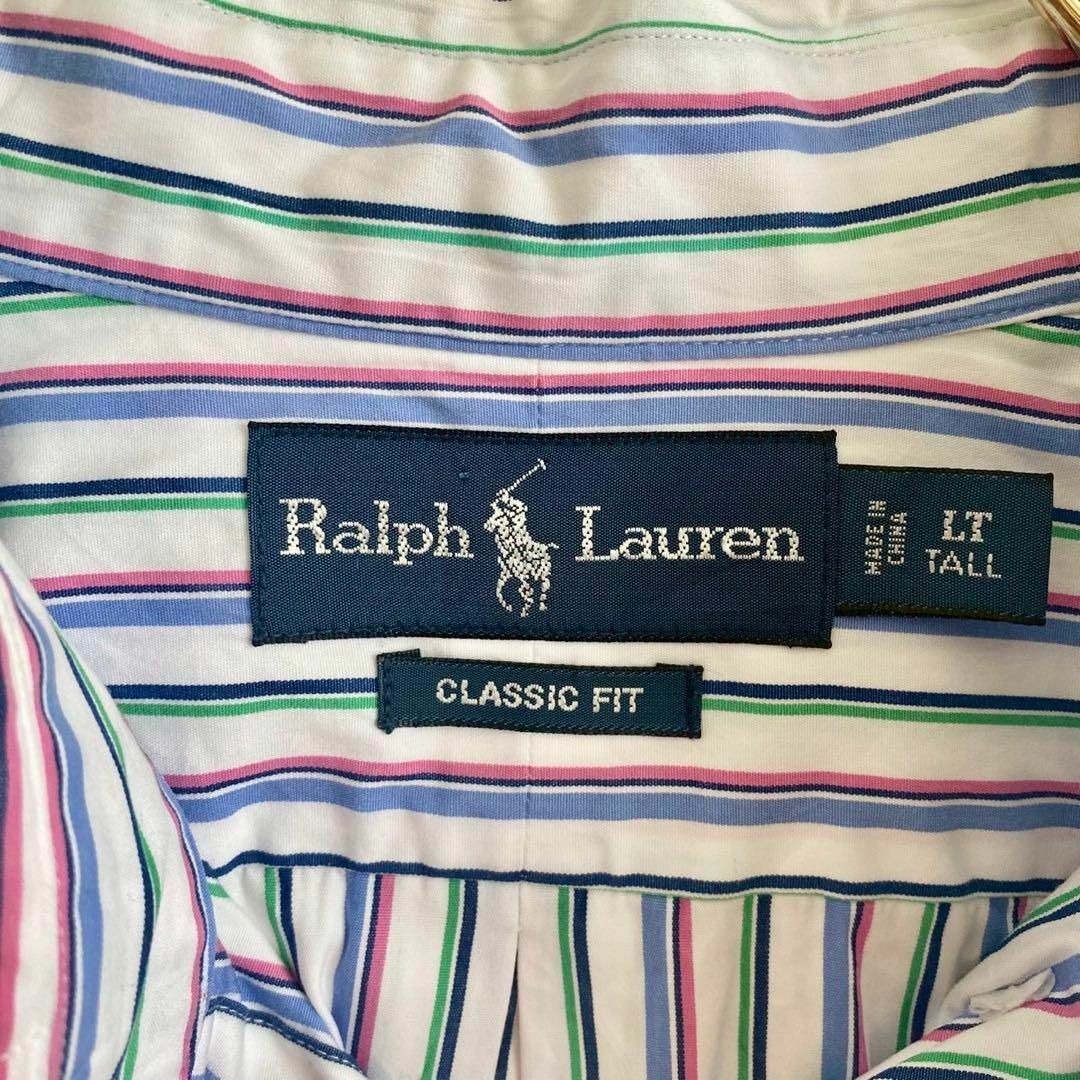 Ralph Lauren
MADE IN
CHINA
LT
TALL
CLASSIC FIT